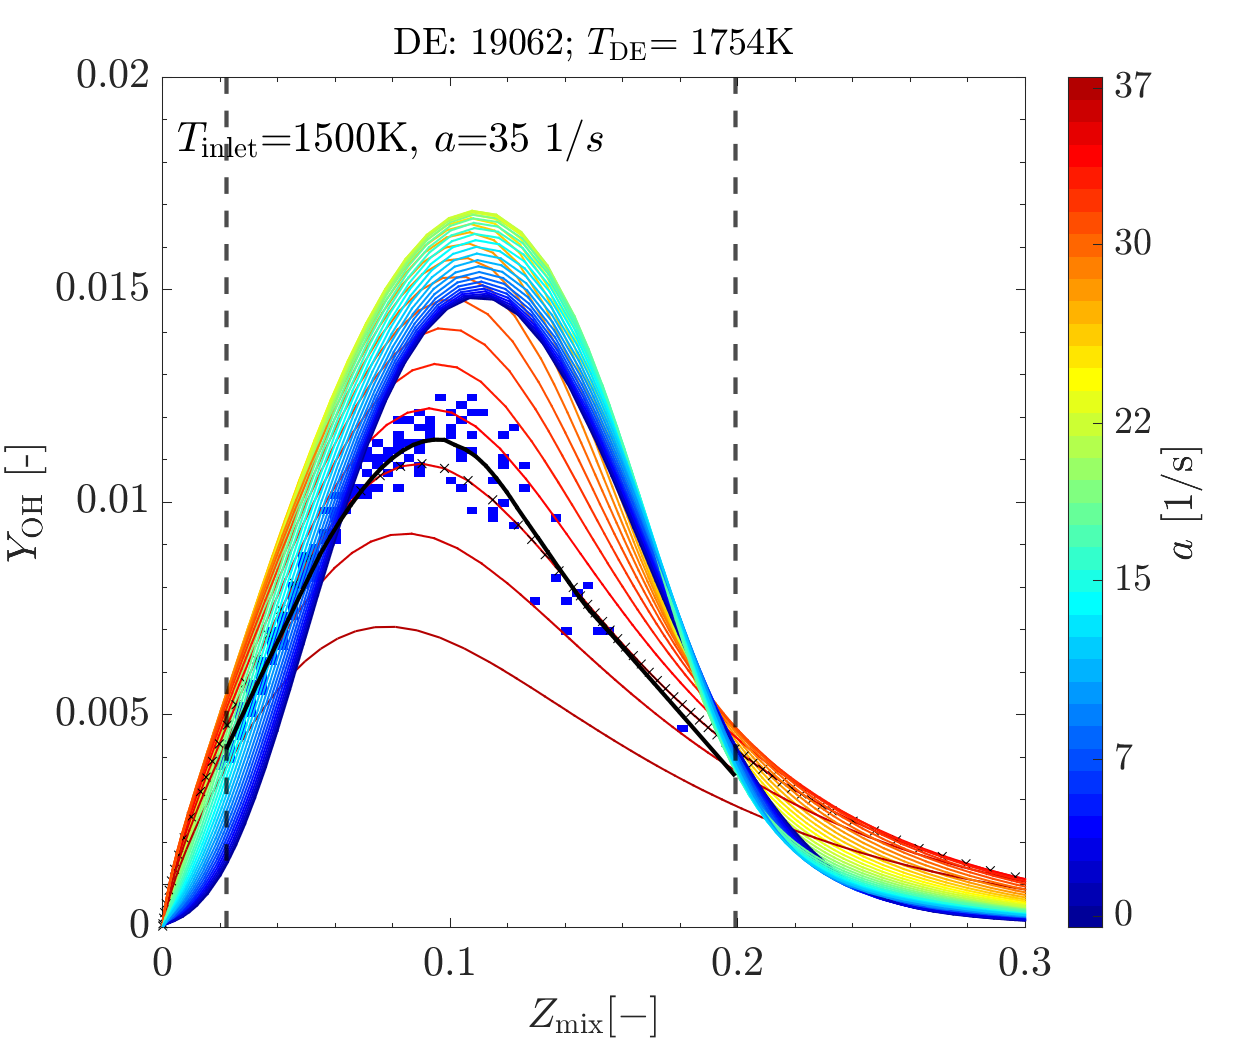 DE: 19062; T_DE= 1754K
T_inlet=1500K, a=35 1/s
0.02
0.015
0.01
0.005
0
Y_OH [-]
0 0.1 0.2 0.3
Z_mix[−]
37
30
22
15
7
0
a [1/s]